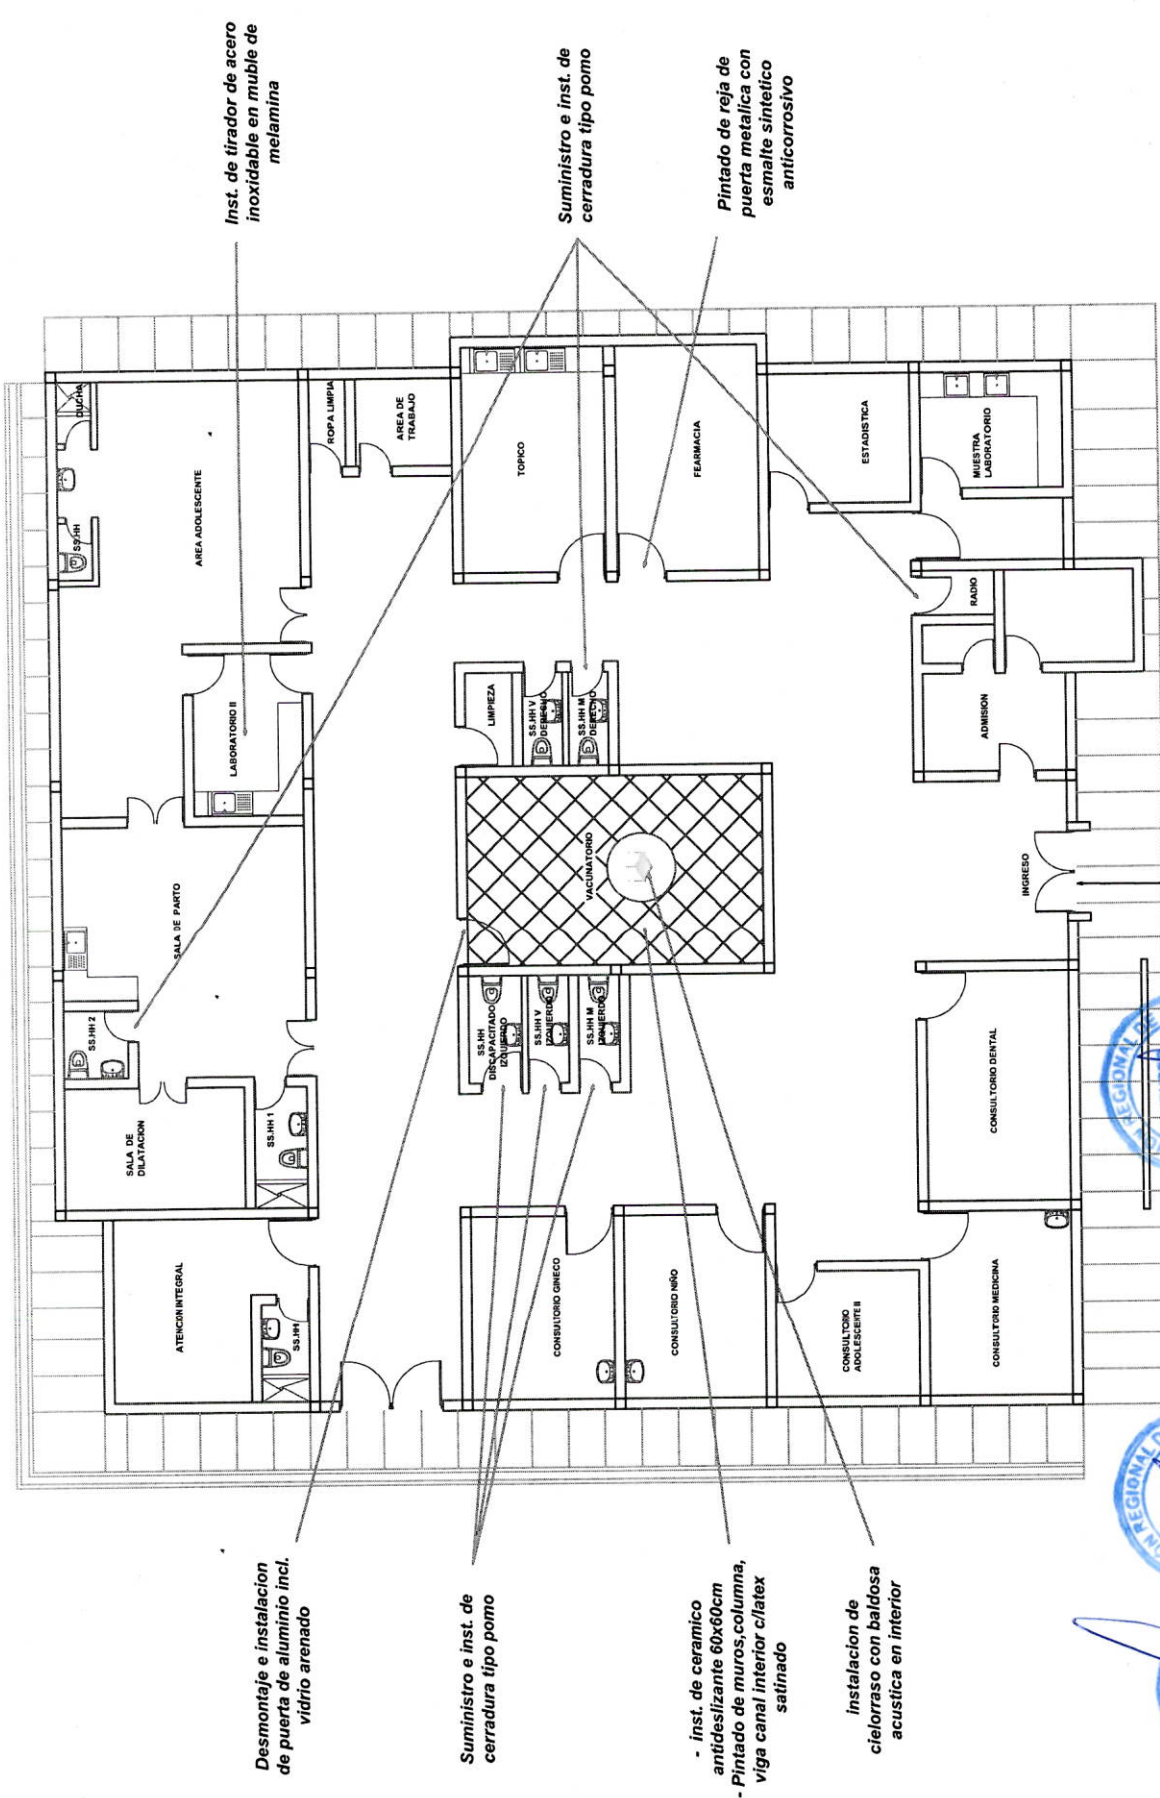 Inst. de tirador de acero
inoxidable en muble de
melamina
Suministro e inst. de
cerradura tipo pomo
Pintado de reja de
puerta metalica con
esmalte sintetico
anticorrosivo
DUCHA
SS.HH
AREA ADOLESCENTE
ROPA LIMPIA
AREA DE
TRABAJO
TOPICO
FEARMACIA
ESTADISTICA
MUESTRA
LABORATORIO
LABORATORIO II
LIMPIEZA
SS.HH V
DERECHO
SS.HH M
DERECHO
RADIO
ADMISION
SALA DE PARTO
VACUNATORIO
INGRESO
SS.HH 2
SS.HH
DISCAPACITADO
IZQUIERDO
SS.HH V
IZQUIERDO
SS.HH M
IZQUIERDO
SALA DE
DILATACION
SS.HH 1
CONSULTORIO DENTAL
ATENCON INTEGRAL
SS.HH
CONSULTORIO GINECO
CONSULTORIO NIÑO
CONSULTORIO
ADOLESCENTE II
CONSULTORIO MEDICINA
Desmontaje e instalacion
de puerta de aluminio incl.
vidrio arenado
Suministro e inst. de
cerradura tipo pomo
- inst. de ceramico
antideslizante 60x60cm
- Pintado de muros,columna,
viga canal interior c/latex
satinado
instalacion de
cielorraso con baldosa
acustica en interior
REGIONAL DE
REGIONAL D